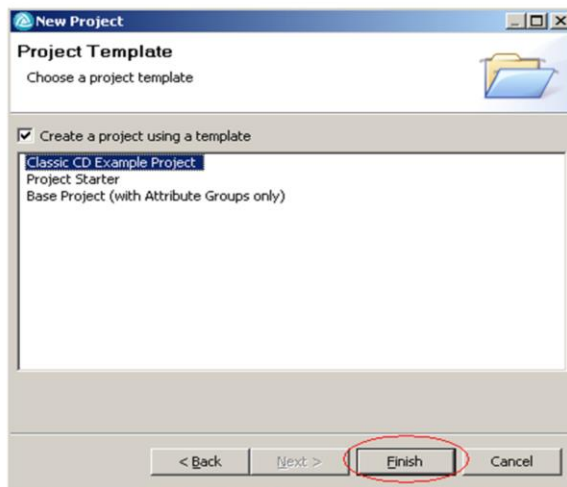 New Project
Project Template
Choose a project template
Create a project using a template
Classic CD Example Project
Project Starter
Base Project (with Attribute Groups only)
< Back Next > Finish Cancel